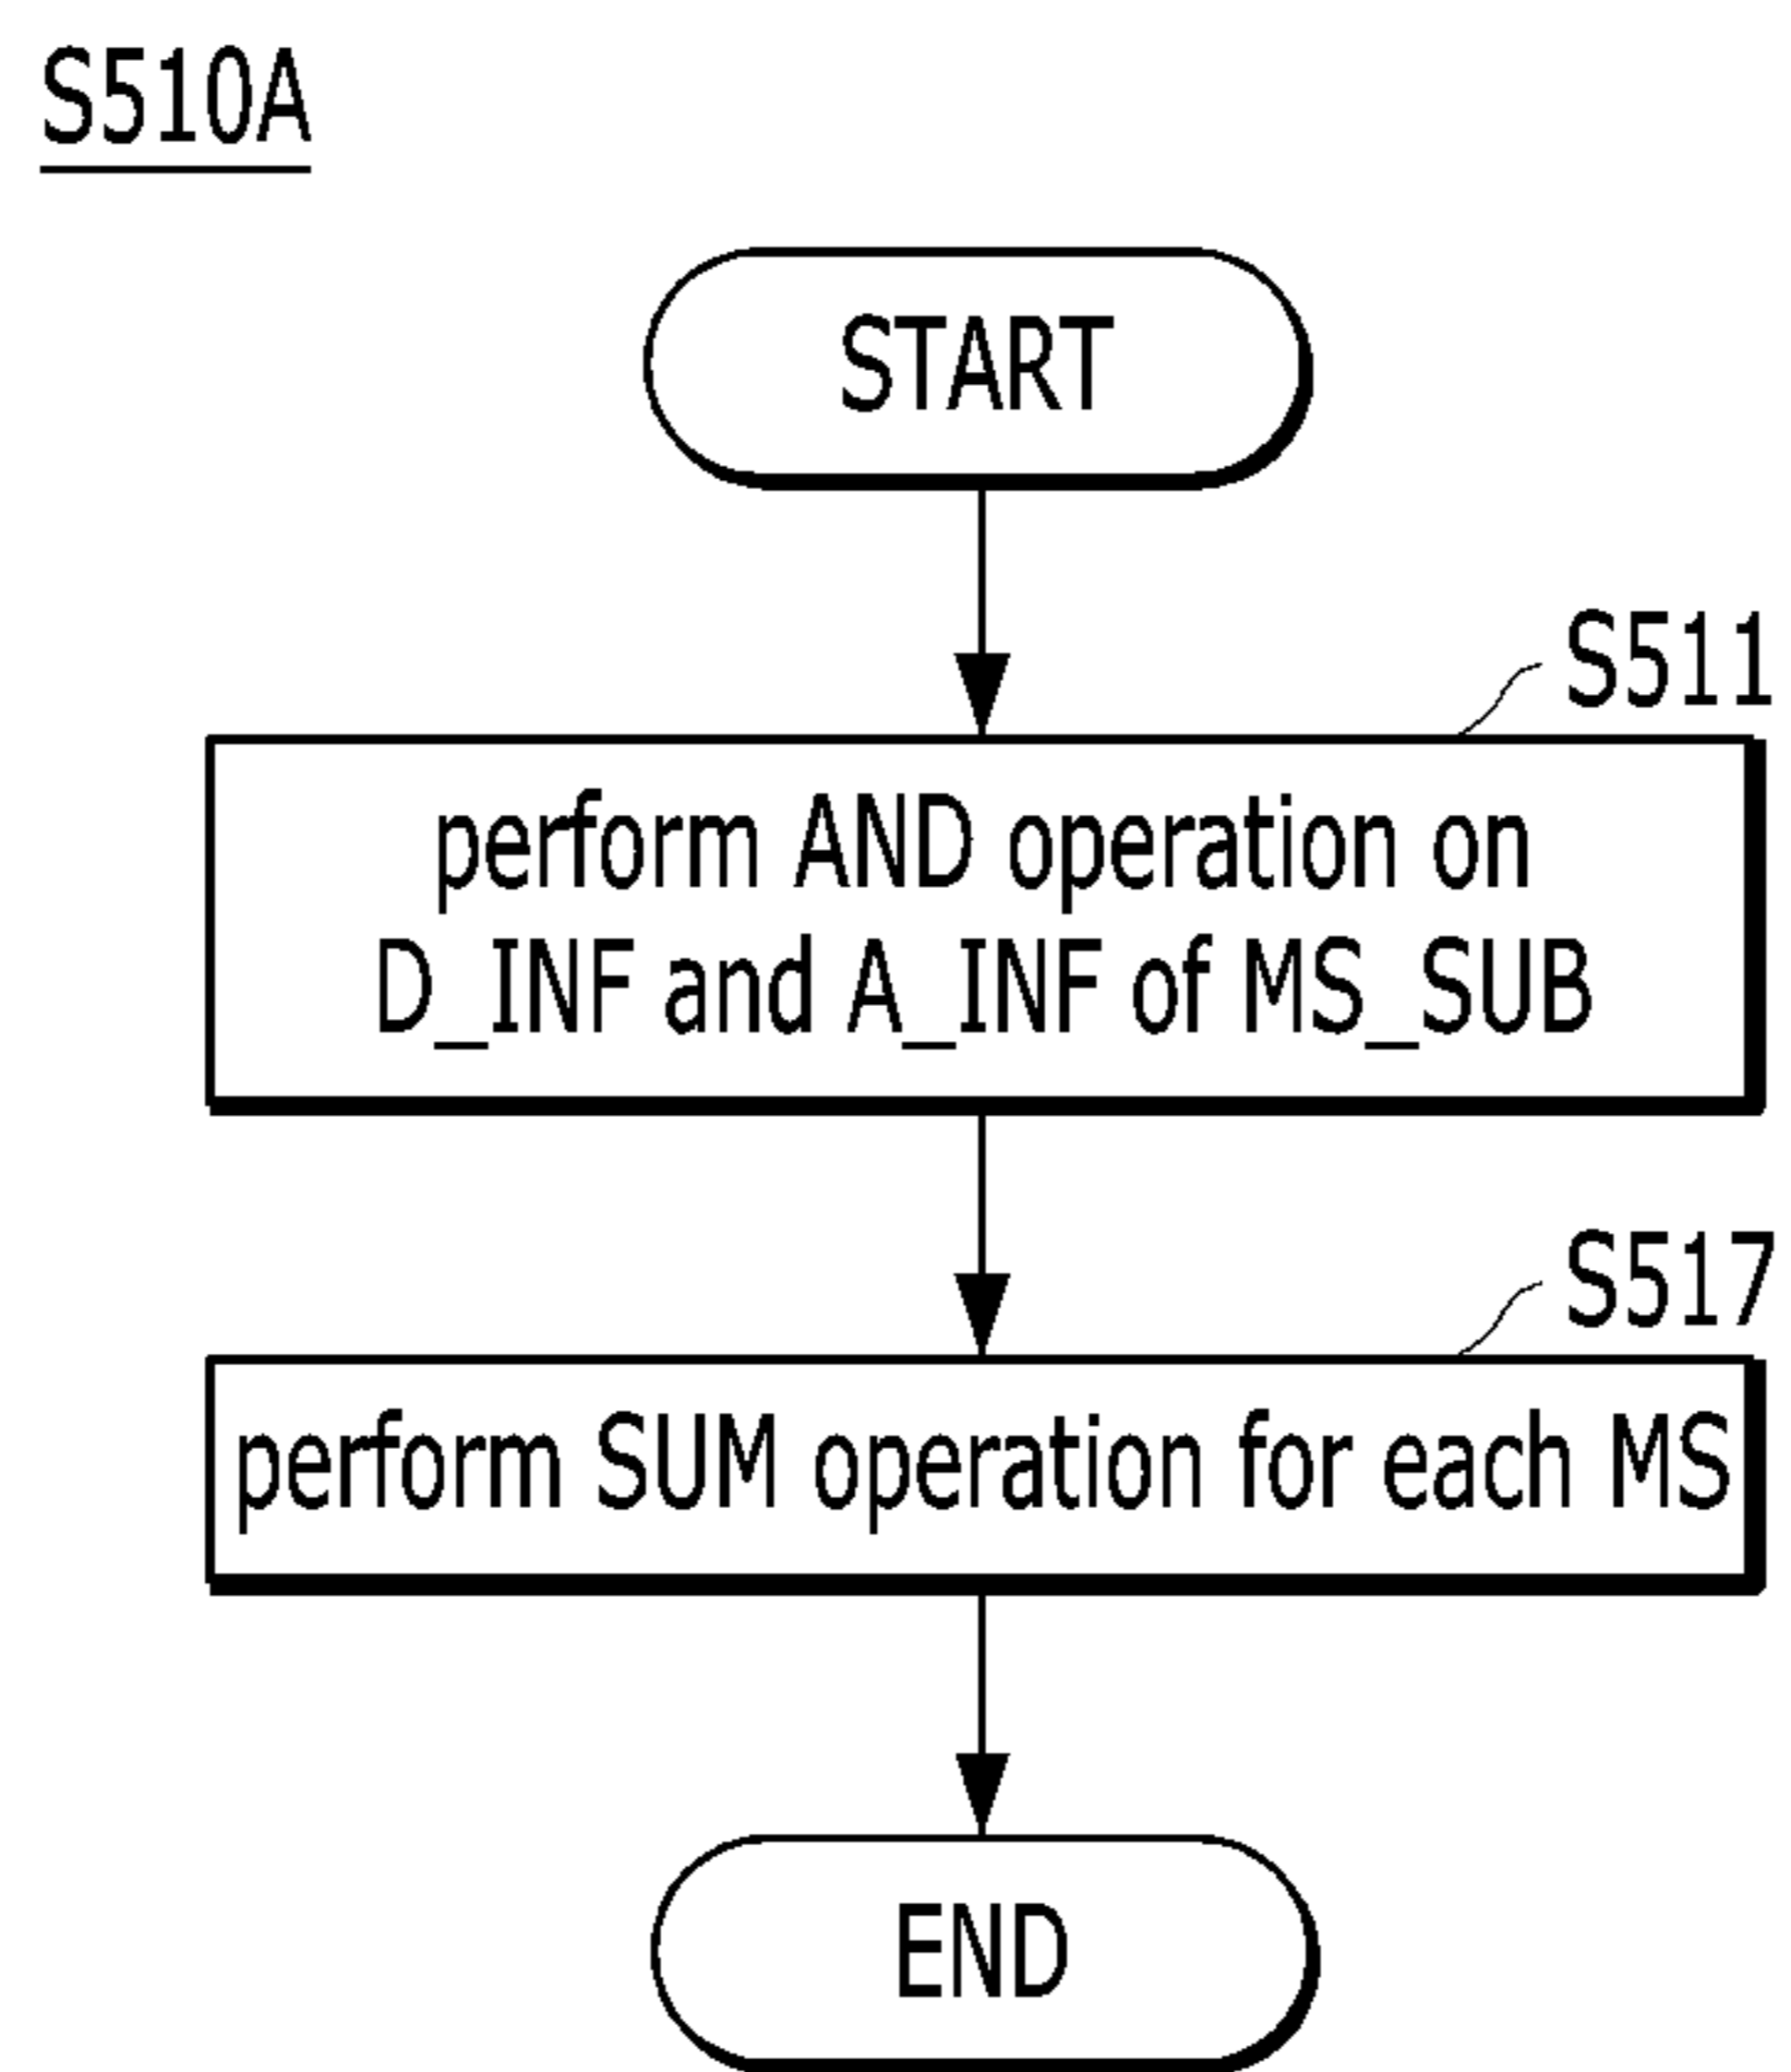 S510A
START
S511
perform AND operation on
D_INF and A_INF of MS_SUB
S517
perform SUM operation for each MS
END